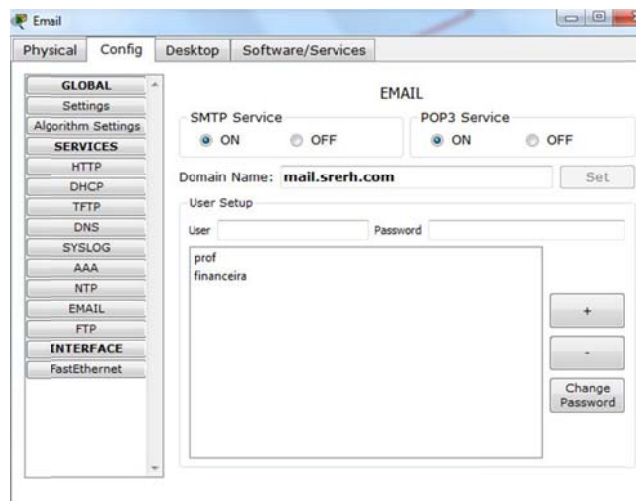 Email
Physical Config Desktop Software/Services
GLOBAL
Settings
Algorithm Settings
SERVICES
HTTP
DHCP
TFTP
DNS
SYSLOG
AAA
NTP
EMAIL
FTP
INTERFACE
FastEthernet
EMAIL
SMTP Service POP3 Service
ON OFF ON OFF
Domain Name: mail.srerh.com Set
User Setup
User Password
prof
financeira
+
-
Change
Password